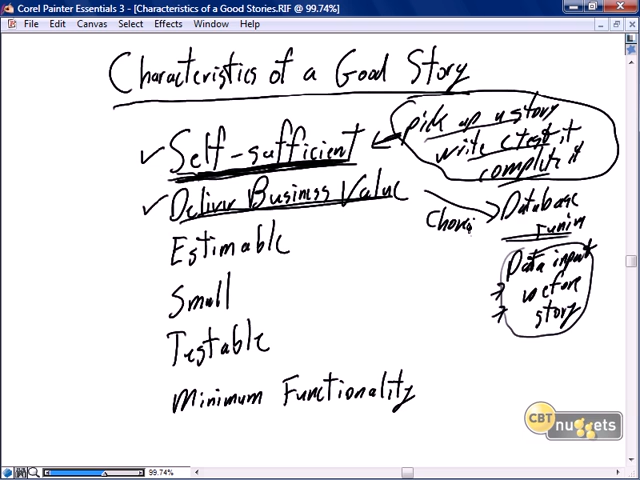 Corel Painter Essentials 3 - [Characteristics of a Good Stories.RIF @ 99.74%]
File Edit Canvas Select Effects Window Help
Characteristics of a Good Story
✓ Self-sufficient
pick up a story
write & test it
complete it
✓ Deliver Business Value
Chore
Database
Tunin
Estimable
Data input
story
Small
Testable
Minimum Functionality
CBT nuggets
99.74%